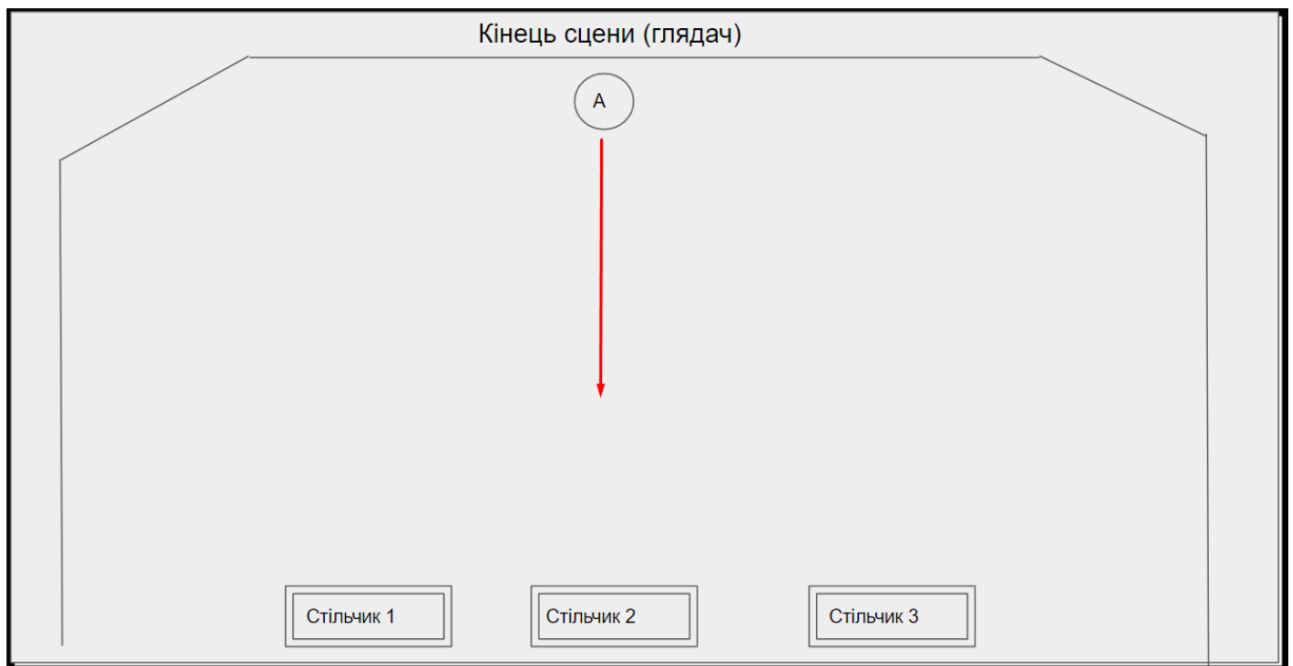 Кінець сцени (глядач)
А
Стільчик 1
Стільчик 2
Стільчик 3